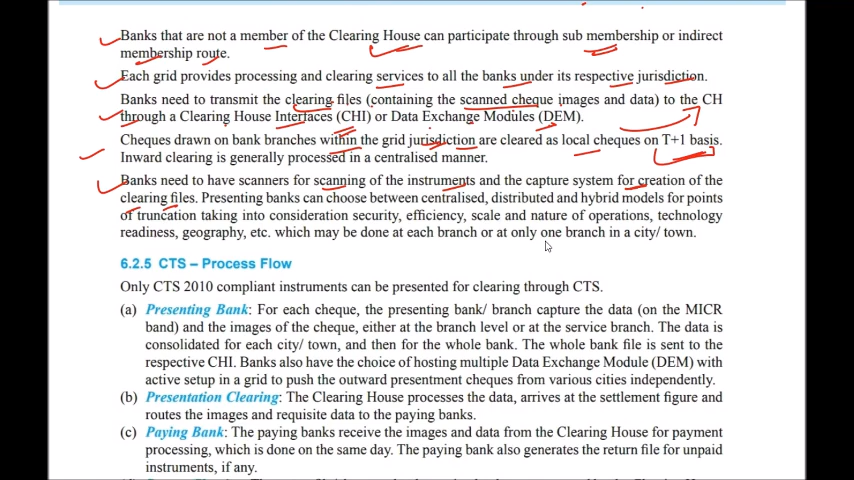 Banks that are not a member of the Clearing House can participate through sub membership or indirect
membership route.
Each grid provides processing and clearing services to all the banks under its respective jurisdiction.
Banks need to transmit the clearing files (containing the scanned cheque images and data) to the CH
through a Clearing House Interfaces (CHI) or Data Exchange Modules (DEM).
Cheques drawn on bank branches within the grid jurisdiction are cleared as local cheques on T+1 basis.
Inward clearing is generally processed in a centralised manner.
Banks need to have scanners for scanning of the instruments and the capture system for creation of the
clearing files. Presenting banks can choose between centralised, distributed and hybrid models for points
of truncation taking into consideration security, efficiency, scale and nature of operations, technology
readiness, geography, etc. which may be done at each branch or at only one branch in a city/ town.
6.2.5 CTS – Process Flow
Only CTS 2010 compliant instruments can be presented for clearing through CTS.
(a) Presenting Bank: For each cheque, the presenting bank/ branch capture the data (on the MICR
band) and the images of the cheque, either at the branch level or at the service branch. The data is
consolidated for each city/ town, and then for the whole bank. The whole bank file is sent to the
respective CHI. Banks also have the choice of hosting multiple Data Exchange Module (DEM) with
active setup in a grid to push the outward presentment cheques from various cities independently.
(b) Presentation Clearing: The Clearing House processes the data, arrives at the settlement figure and
routes the images and requisite data to the paying banks.
(c) Paying Bank: The paying banks receive the images and data from the Clearing House for payment
processing, which is done on the same day. The paying bank also generates the return file for unpaid
instruments, if any.